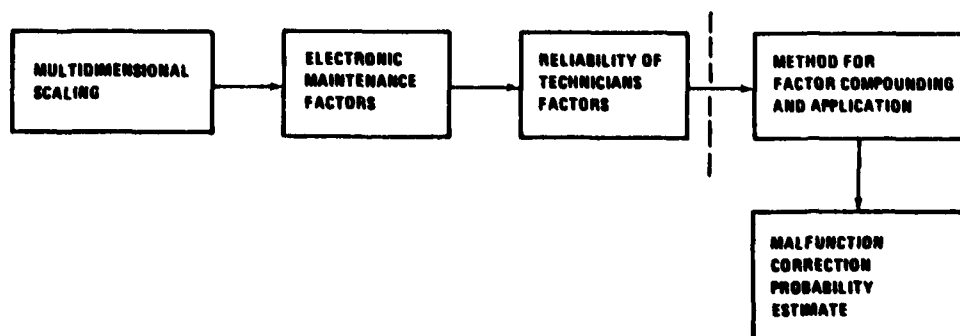 MULTIDIMENSIONAL
SCALING
ELECTRONIC
MAINTENANCE
FACTORS
RELIABILITY OF
TECHNICIANS
FACTORS
METHOD FOR
FACTOR COMPOUNDING
AND APPLICATION
MALFUNCTION
CORRECTION
PROBABILITY
ESTIMATE